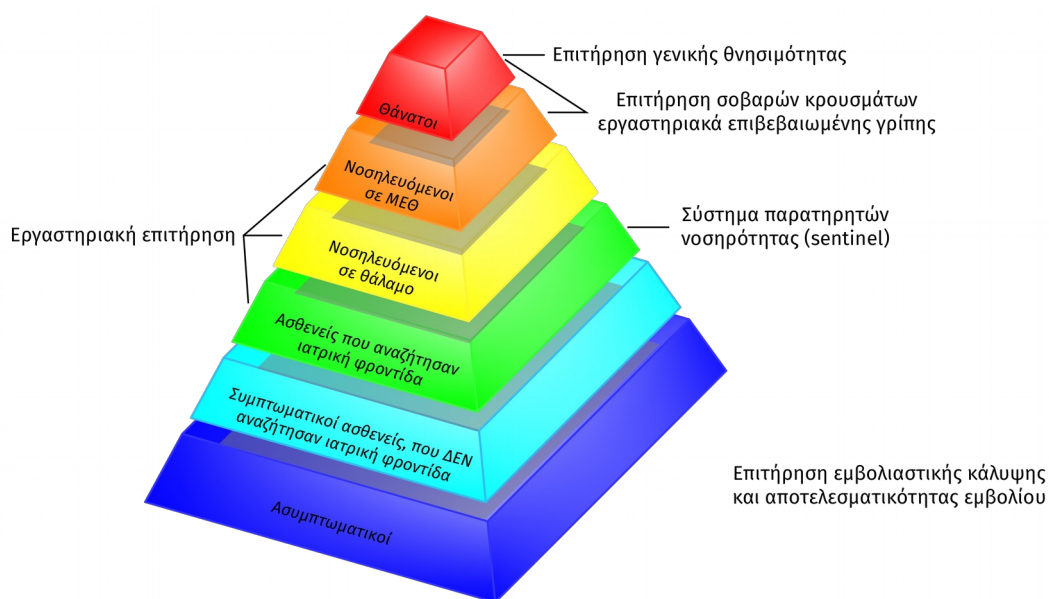 Επιτήρηση γενικής θνησιμότητας
Επιτήρηση σοβαρών κρουσμάτων
εργαστηριακά επιβεβαιωμένης γρίπης
Θάνατοι
Νοσηλευόμενοι
σε ΜΕΘ
Σύστημα παρατηρητών
νοσηρότητας (sentinel)
Εργαστηριακή επιτήρηση
Νοσηλευόμενοι
σε θάλαμο
Ασθενείς που αναζήτησαν
ιατρική φροντίδα
Συμπτωματικοί ασθενείς, που ΔΕΝ
αναζήτησαν ιατρική φροντίδα
Επιτήρηση εμβολιαστικής κάλυψης
και αποτελεσματικότητας εμβολίου
Ασυμπτωματικοί